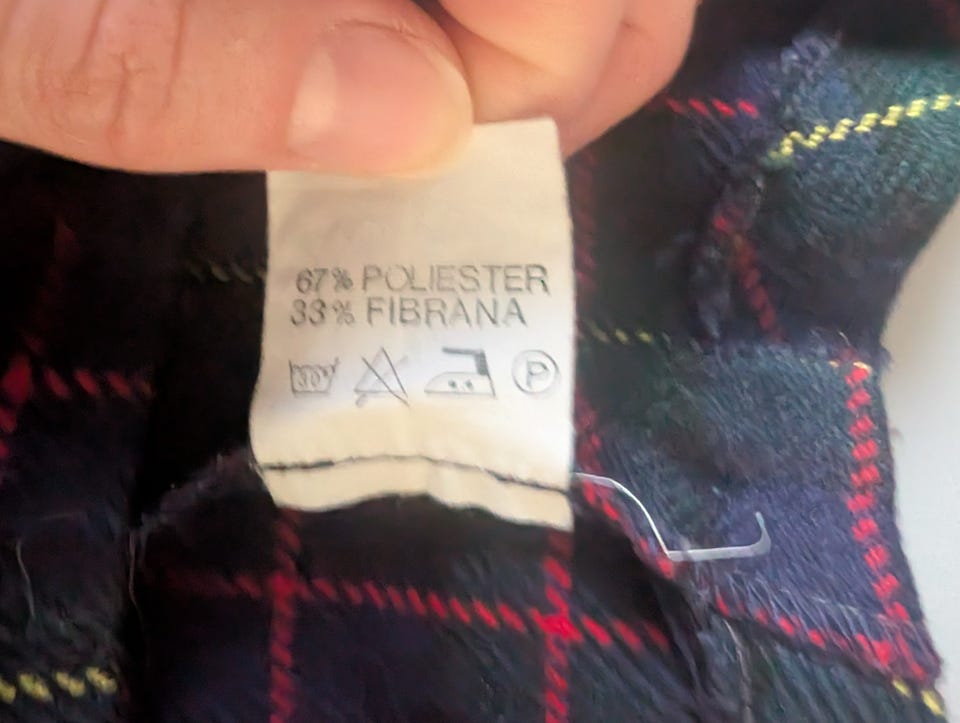 67% POLIESTER
33% FIBRANA
30° P